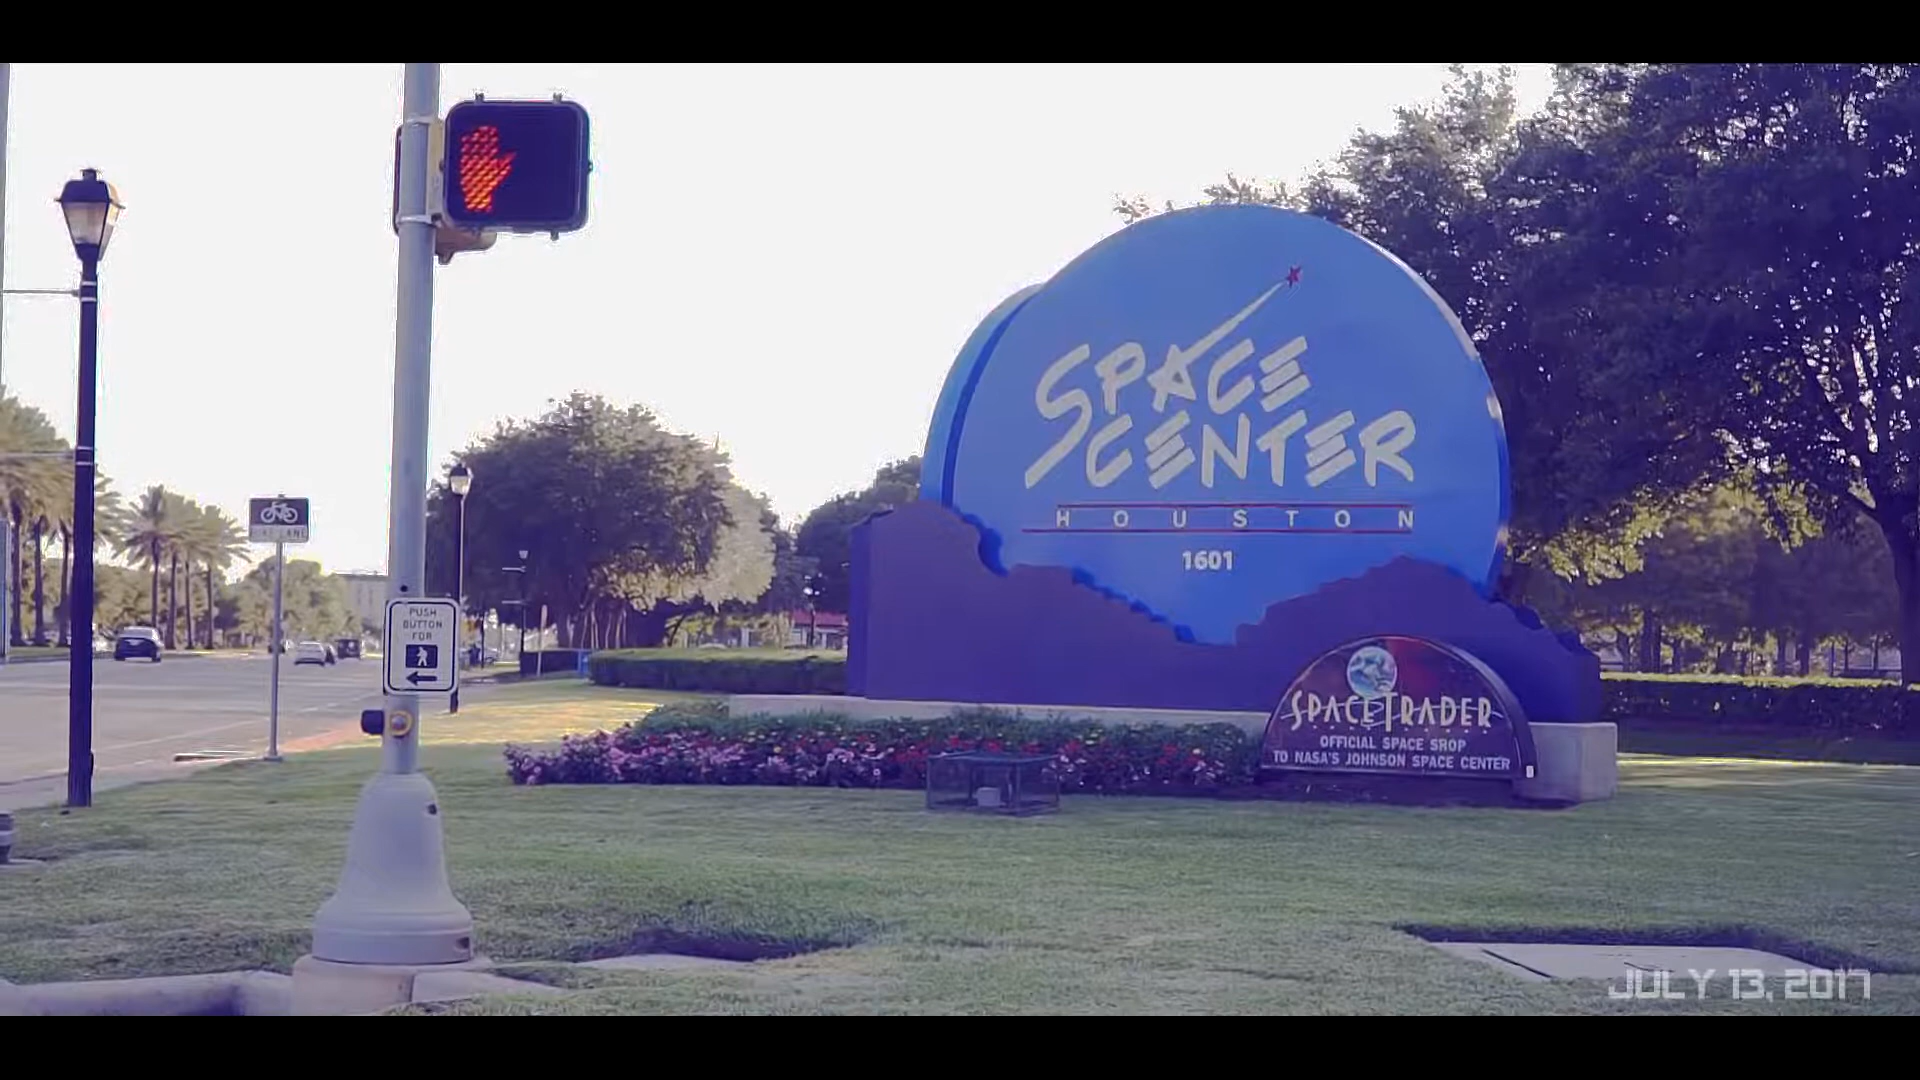 SPACE
CENTER
HOUSTON
1601
SPACE TRADER
OFFICIAL SPACE SROP
TO NASA'S JOHNSON SPACE CENTER
PUSH
BUTTON
FOR
JULY 13, 2017